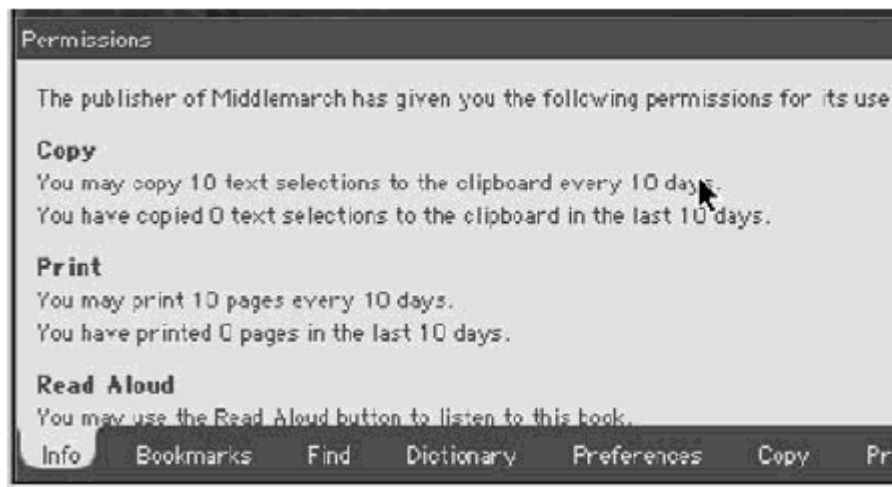 Permissions
The publisher of Middlemarch has given you the following permissions for its use
Copy
You may copy 10 text selections to the clipboard every 10 days.
You have copied 0 text selections to the clipboard in the last 10 days.
Print
You may print 10 pages every 10 days.
You have printed 0 pages in the last 10 days.
Read Aloud
You may use the Read Aloud button to listen to this book.
Info Bookmarks Find Dictionary Preferences Copy Pr